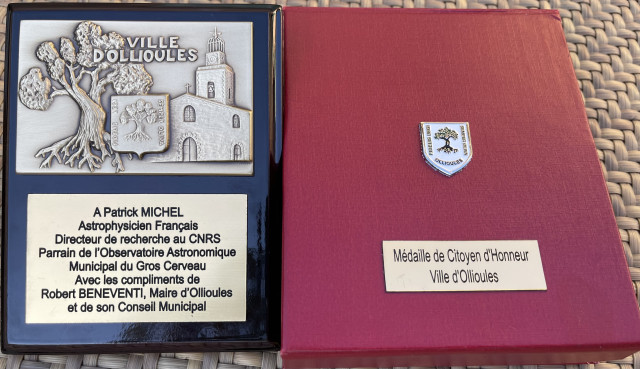 VILLE
D'OLLIOULES
A Patrick MICHEL
Astrophysicien Français
Directeur de recherche au CNRS
Parrain de l'Observatoire Astronomique
Municipal du Gros Cerveau
Avec les compliments de
Robert BENEVENTI, Maire d'Ollioules
et de son Conseil Municipal
OLLIOULES
Médaille de Citoyen d'Honneur
Ville d'Ollioules